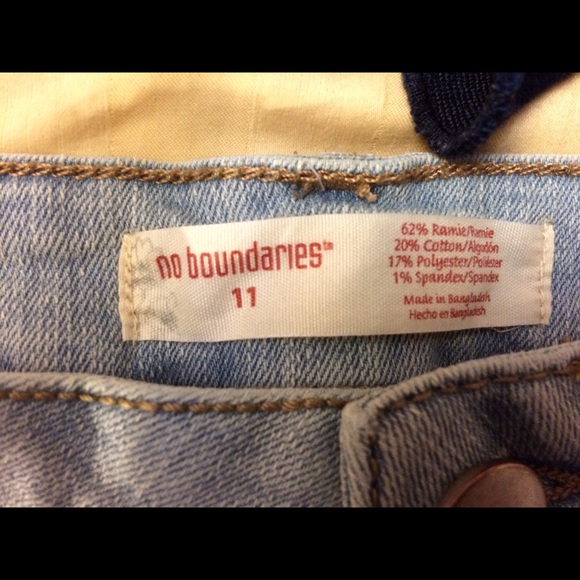 no boundaries™
11
62% Ramie/Ramie
20% Cotton/Algodón
17% Polyester/Poliéster
1% Spandex/Spandex
Made in Bangladesh
Hecho en Bangladesh